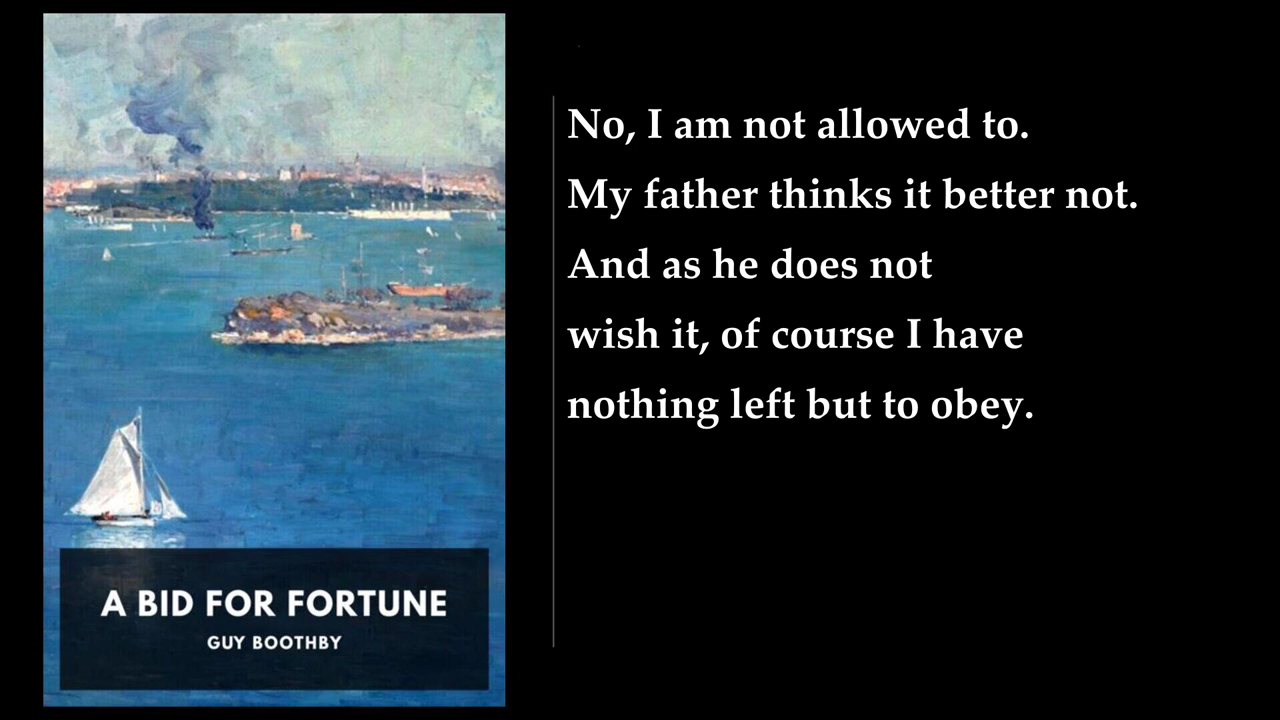 No, I am not allowed to.
My father thinks it better not.
And as he does not
wish it, of course I have
nothing left but to obey.
A BID FOR FORTUNE
GUY BOOTHBY